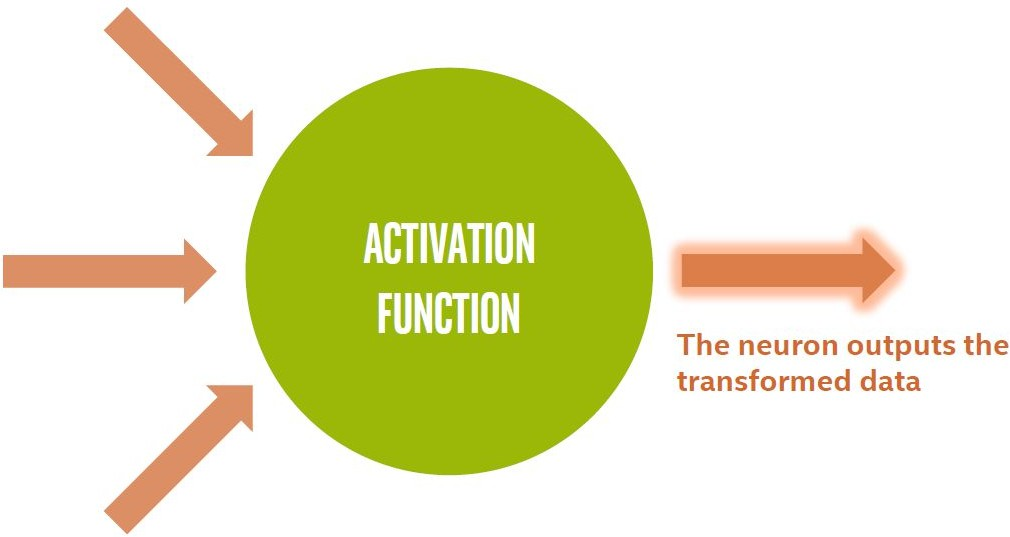 ACTIVATION
FUNCTION
The neuron outputs the
transformed data